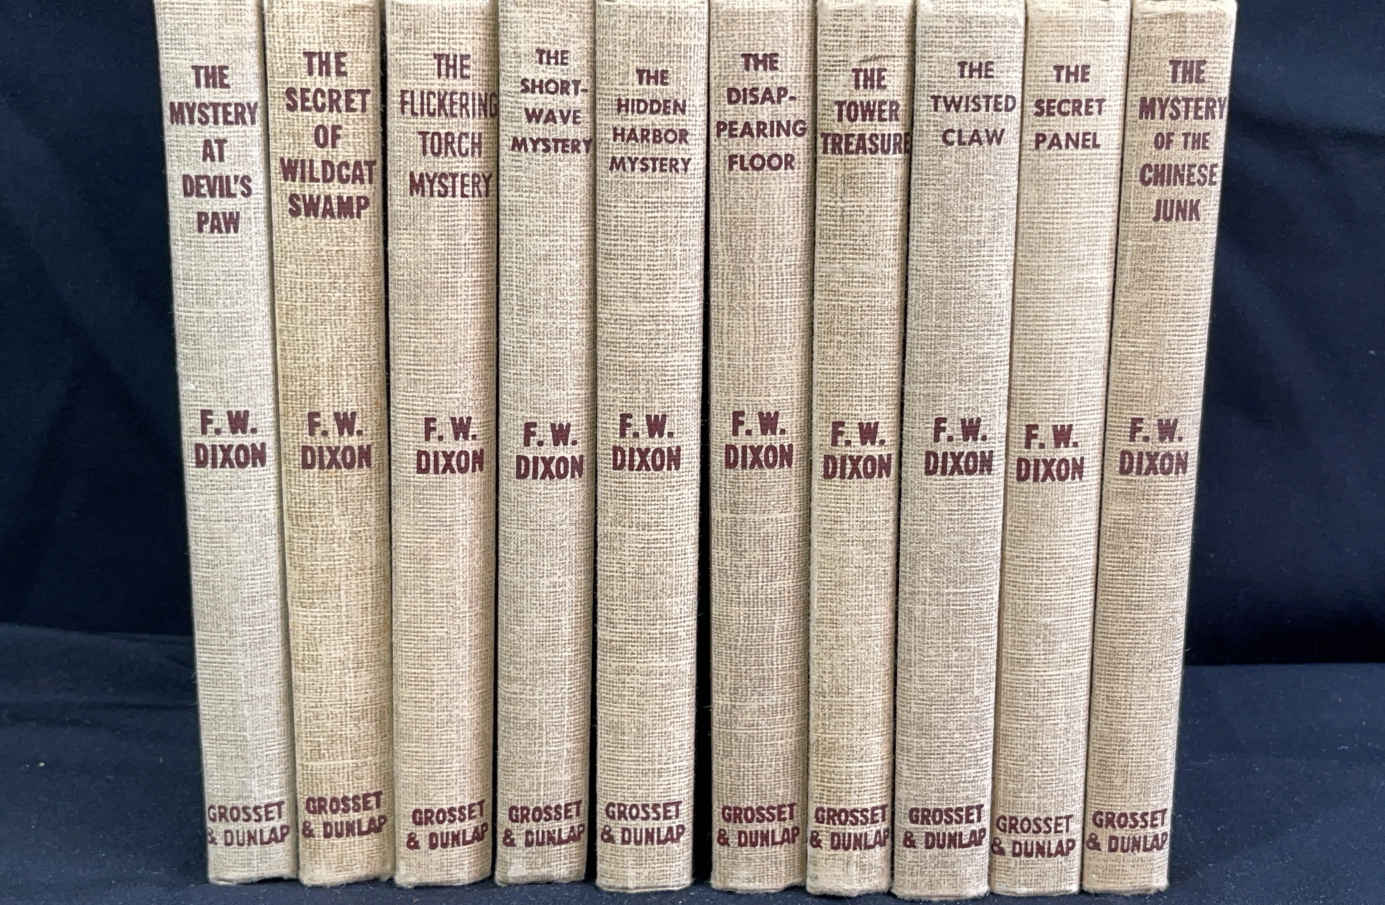 THE
MYSTERY
AT
DEVIL'S
PAW
F. W.
DIXON
GROSSET
& DUNLAP
THE
SECRET
OF
WILDCAT
SWAMP
F. W.
DIXON
GROSSET
& DUNLAP
THE
FLICKERING
TORCH
MYSTERY
F. W.
DIXON
GROSSET
& DUNLAP
THE
SHORT-
WAVE
MYSTERY
F. W.
DIXON
GROSSET
& DUNLAP
THE
HIDDEN
HARBOR
MYSTERY
F. W.
DIXON
GROSSET
& DUNLAP
THE
DISAP-
PEARING
FLOOR
F. W.
DIXON
GROSSET
& DUNLAP
THE
TOWER
TREASURE
F. W.
DIXON
GROSSET
& DUNLAP
THE
TWISTED
CLAW
F. W.
DIXON
GROSSET
& DUNLAP
THE
SECRET
PANEL
F. W.
DIXON
GROSSET
& DUNLAP
THE
MYSTERY
OF THE
CHINESE
JUNK
F. W.
DIXON
GROSSET
& DUNLAP